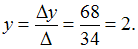 y = Δy/Δ = 68/34 = 2.